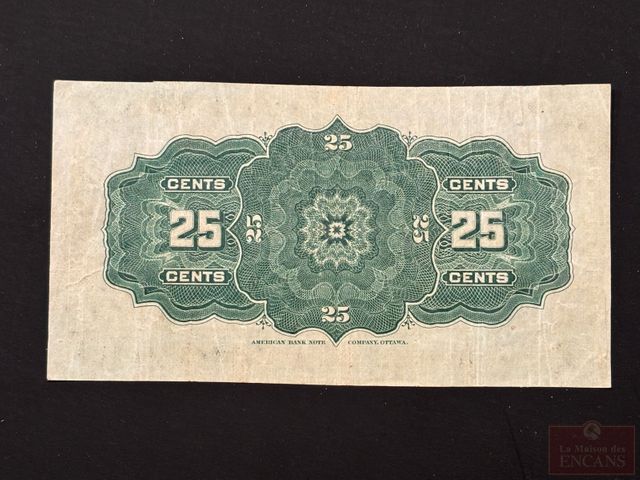 25
CENTS CENTS
25 25 25 25
CENTS CENTS
25
AMERICAN BANK NOTE COMPANY, OTTAWA.
La Maison des
ENCANS